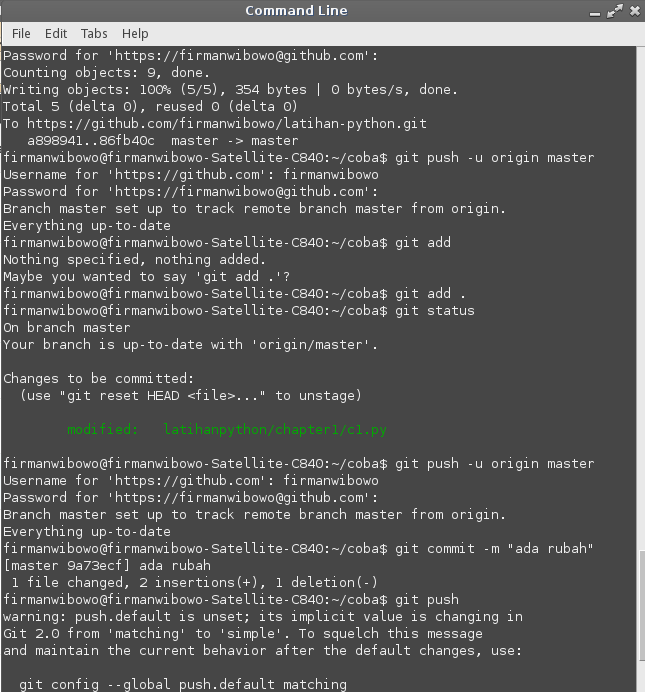 Command Line
File Edit Tabs Help
Password for 'https://firmanwibowo@github.com':
Counting objects: 9, done.
Writing objects: 100% (5/5), 354 bytes | 0 bytes/s, done.
Total 5 (delta 0), reused 0 (delta 0)
To https://github.com/firmanwibowo/latihan-python.git
   a898941..86fb40c  master -> master
firmanwibowo@firmanwibowo-Satellite-C840:~/coba$ git push -u origin master
Username for 'https://github.com': firmanwibowo
Password for 'https://firmanwibowo@github.com':
Branch master set up to track remote branch master from origin.
Everything up-to-date
firmanwibowo@firmanwibowo-Satellite-C840:~/coba$ git add
Nothing specified, nothing added.
Maybe you wanted to say 'git add .'?
firmanwibowo@firmanwibowo-Satellite-C840:~/coba$ git add .
firmanwibowo@firmanwibowo-Satellite-C840:~/coba$ git status
On branch master
Your branch is up-to-date with 'origin/master'.

Changes to be committed:
  (use "git reset HEAD <file>..." to unstage)

        modified:   latihanpython/chapter1/c1.py

firmanwibowo@firmanwibowo-Satellite-C840:~/coba$ git push -u origin master
Username for 'https://github.com': firmanwibowo
Password for 'https://firmanwibowo@github.com':
Branch master set up to track remote branch master from origin.
Everything up-to-date
firmanwibowo@firmanwibowo-Satellite-C840:~/coba$ git commit -m "ada rubah"
[master 9a73ecf] ada rubah
 1 file changed, 2 insertions(+), 1 deletion(-)
firmanwibowo@firmanwibowo-Satellite-C840:~/coba$ git push
warning: push.default is unset; its implicit value is changing in
Git 2.0 from 'matching' to 'simple'. To squelch this message
and maintain the current behavior after the default changes, use:

  git config --global push.default matching